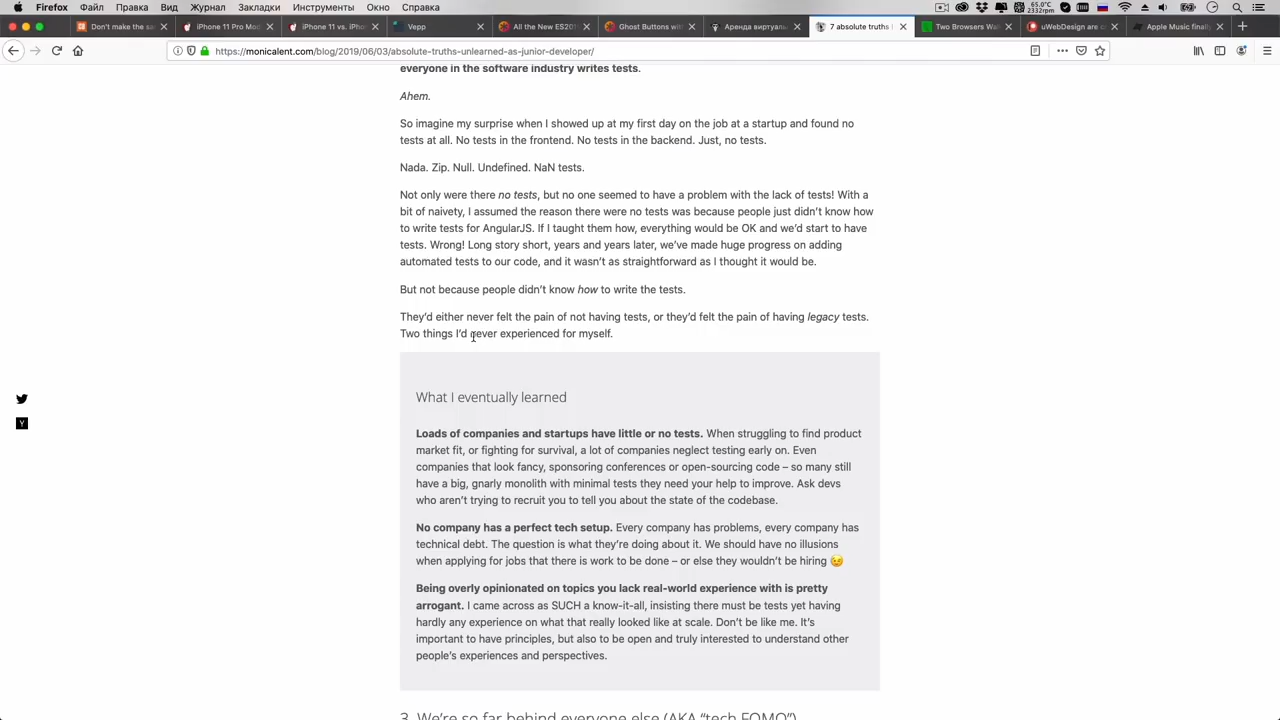 Firefox Файл Правка Вид Журнал Закладки Инструменты Окно Справка
65.0°C
2332rpm
Don't make the sa
iPhone 11 Pro Mod
iPhone 11 vs. iPho
Vepp
All the New ES201
Ghost Buttons wit
Аренда виртуаль
7 absolute truths
Two Browsers Wal
uWebDesign are c
Apple Music finally
https://monicalent.com/blog/2019/06/03/absolute-truths-unlearned-as-junior-developer/
everyone in the software industry writes tests.
Ahem.
So imagine my surprise when I showed up at my first day on the job at a startup and found no
tests at all. No tests in the frontend. No tests in the backend. Just, no tests.
Nada. Zip. Null. Undefined. NaN tests.
Not only were there no tests, but no one seemed to have a problem with the lack of tests! With a
bit of naivety, I assumed the reason there were no tests was because people just didn't know how
to write tests for AngularJS. If I taught them how, everything would be OK and we'd start to have
tests. Wrong! Long story short, years and years later, we've made huge progress on adding
automated tests to our code, and it wasn't as straightforward as I thought it would be.
But not because people didn't know how to write the tests.
They'd either never felt the pain of not having tests, or they'd felt the pain of having legacy tests.
Two things I'd never experienced for myself.
What I eventually learned
Loads of companies and startups have little or no tests. When struggling to find product
market fit, or fighting for survival, a lot of companies neglect testing early on. Even
companies that look fancy, sponsoring conferences or open-sourcing code – so many still
have a big, gnarly monolith with minimal tests they need your help to improve. Ask devs
who aren't trying to recruit you to tell you about the state of the codebase.
No company has a perfect tech setup. Every company has problems, every company has
technical debt. The question is what they're doing about it. We should have no illusions
when applying for jobs that there is work to be done – or else they wouldn't be hiring 😉
Being overly opinionated on topics you lack real-world experience with is pretty
arrogant. I came across as SUCH a know-it-all, insisting there must be tests yet having
hardly any experience on what that really looked like at scale. Don't be like me. It's
important to have principles, but also to be open and truly interested to understand other
people's experiences and perspectives.
3. We're so far behind everyone else (AKA "tech FOMO")